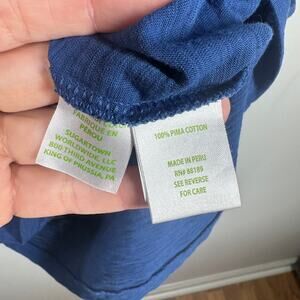 FABRIQUE EN
PEROU
SUGARTOWN
WORLDWIDE, LLC
800 THIRD AVENUE
KING OF PRUSSIA, PA
100% PIMA COTTON
MADE IN PERU
RN# 88186
SEE REVERSE
FOR CARE